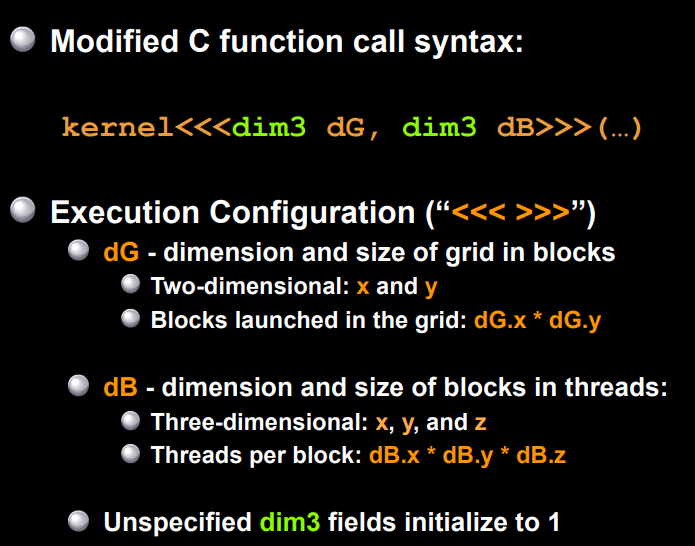 Modified C function call syntax:
kernel<<<dim3 dG, dim3 dB>>>(…)
Execution Configuration (“<<< >>>”)
dG - dimension and size of grid in blocks
Two-dimensional: x and y
Blocks launched in the grid: dG.x * dG.y
dB - dimension and size of blocks in threads:
Three-dimensional: x, y, and z
Threads per block: dB.x * dB.y * dB.z
Unspecified dim3 fields initialize to 1